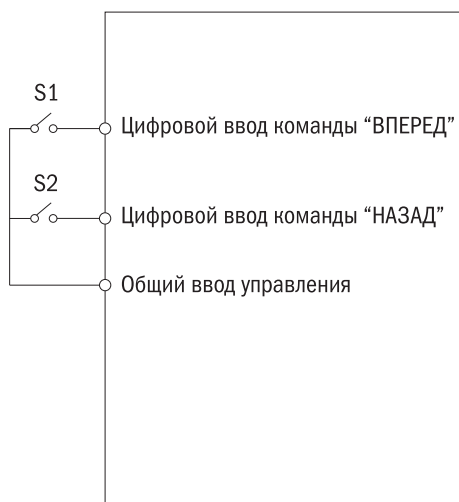 S1
Цифровой ввод команды “ВПЕРЕД”
S2
Цифровой ввод команды “НАЗАД”
Общий ввод управления